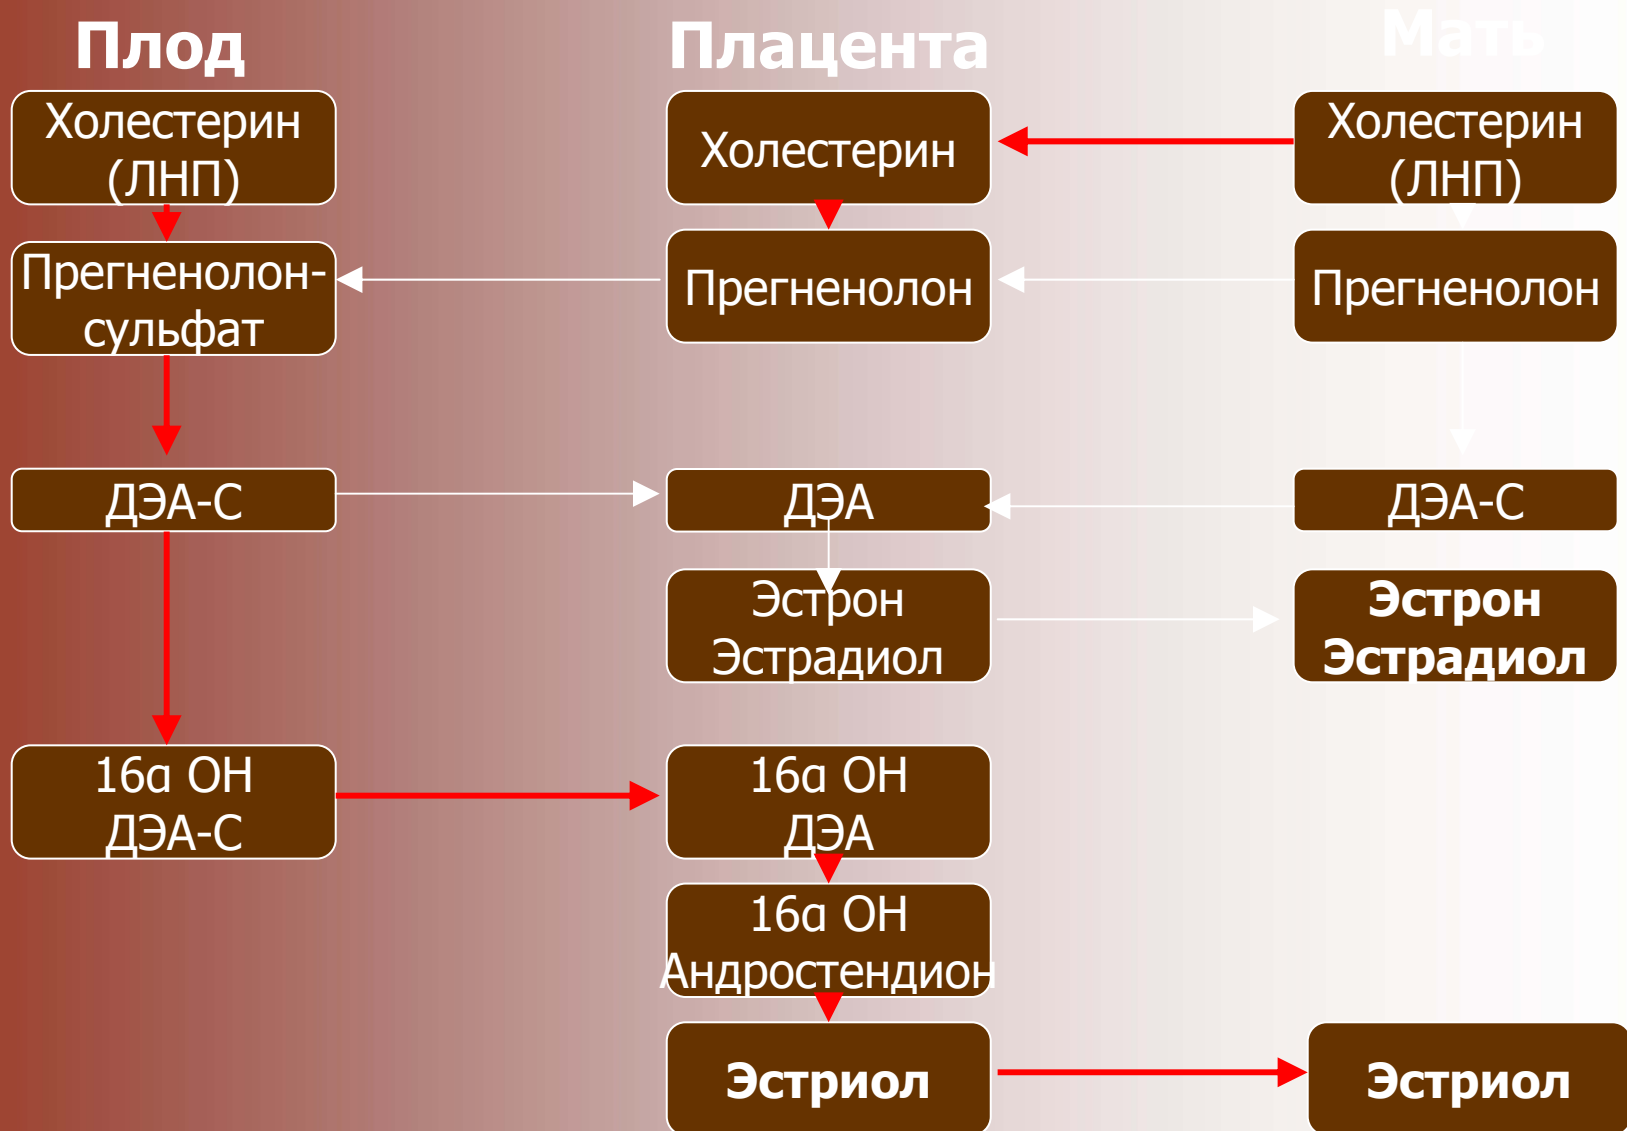 Плод
Плацента
Мать
Холестерин
(ЛНП)
Холестерин
Холестерин
(ЛНП)
Прегненолон-
сульфат
Прегненолон
Прегненолон
ДЭА-С
ДЭА
ДЭА-С
Эстрон
Эстрадиол
Эстрон
Эстрадиол
16α ОН
ДЭА-С
16α ОН
ДЭА
16α ОН
Андростендион
Эстриол
Эстриол